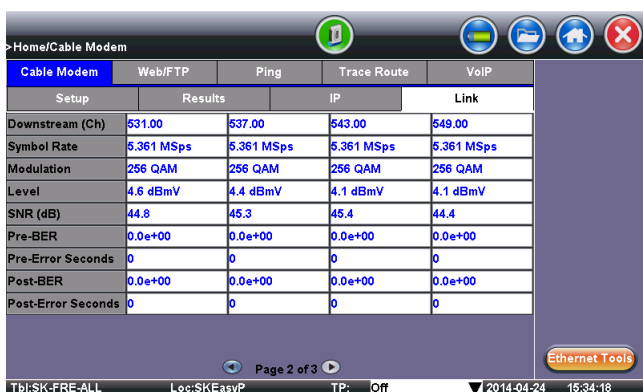 >Home/Cable Modem
Cable Modem Web/FTP Ping Trace Route VoIP
Setup Results IP Link
Downstream (Ch) 531.00 537.00 543.00 549.00
Symbol Rate 5.361 MSps 5.361 MSps 5.361 MSps 5.361 MSps
Modulation 256 QAM 256 QAM 256 QAM 256 QAM
Level 4.6 dBmV 4.4 dBmV 4.1 dBmV 4.1 dBmV
SNR (dB) 44.8 45.3 45.4 44.4
Pre-BER 0.0e+00 0.0e+00 0.0e+00 0.0e+00
Pre-Error Seconds 0 0 0 0
Post-BER 0.0e+00 0.0e+00 0.0e+00 0.0e+00
Post-Error Seconds 0 0 0 0
Page 2 of 3
Ethernet Tools
Tbl:SK-FRE-ALL Loc:SKEasyP TP: Off 2014-04-24 15:34:18